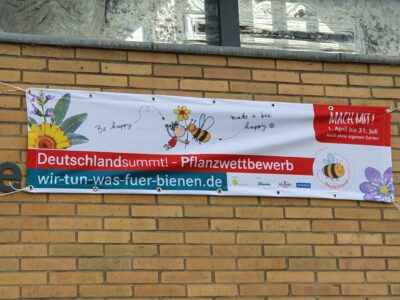 Bee happy
make a bee
happy
MACH MIT!
1. April bis 31. Juli
Auch ohne eigenen Garten
Deutschlandsummt! - Pflanzwettbewerb
wir-tun-was-fuer-bienen.de
e